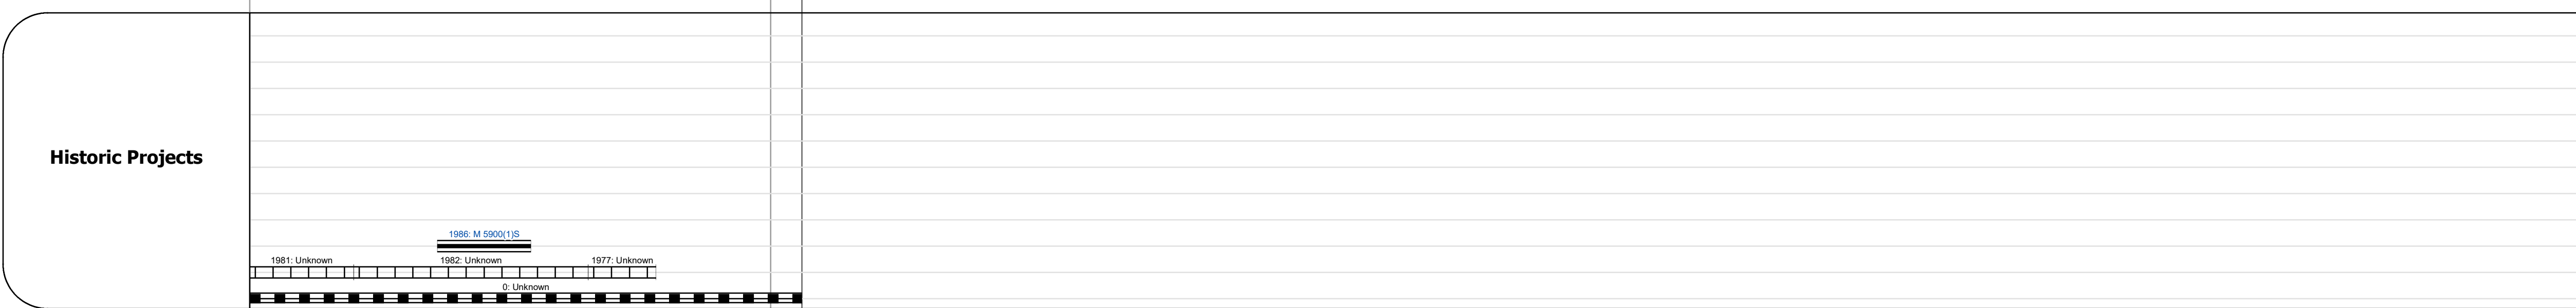 Historic Projects
1986: M 5900(1)S
1981: Unknown
1982: Unknown
1977: Unknown
0: Unknown